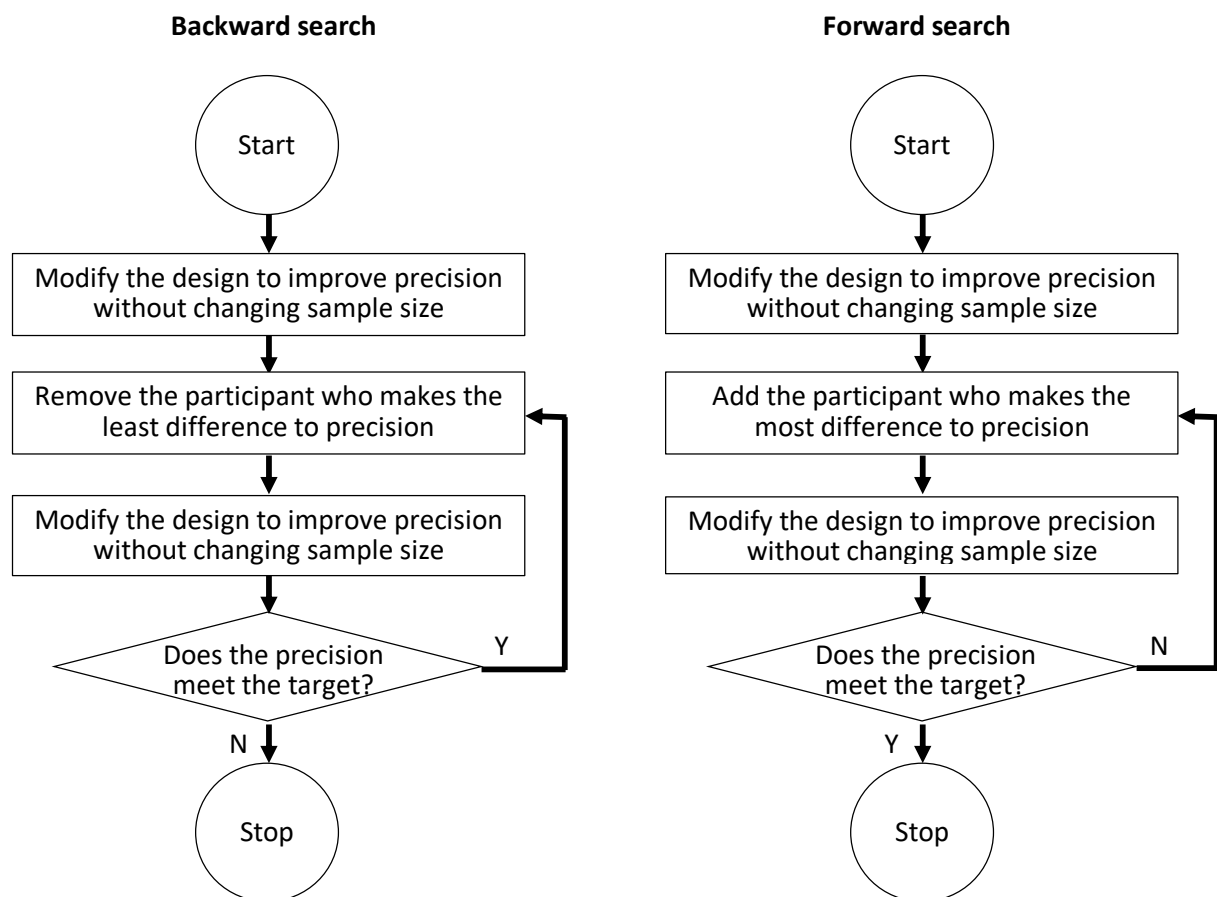 Backward search
Start
Modify the design to improve precision
without changing sample size
Remove the participant who makes the
least difference to precision
Modify the design to improve precision
without changing sample size
Does the precision
meet the target?
Y
N
Stop
Forward search
Start
Modify the design to improve precision
without changing sample size
Add the participant who makes the
most difference to precision
Modify the design to improve precision
without changing sample size
Does the precision
meet the target?
N
Y
Stop